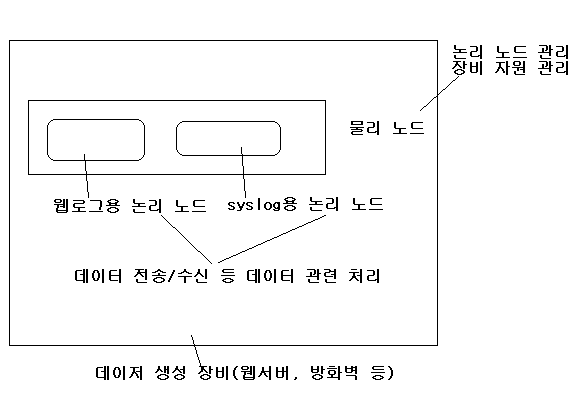 논리 노드 관리
장비 자원 관리
물리 노드
웹로그용 논리 노드
syslog용 논리 노드
데이터 전송/수신 등 데이터 관련 처리
데이저 생성 장비(웹서버, 방화벽 등)